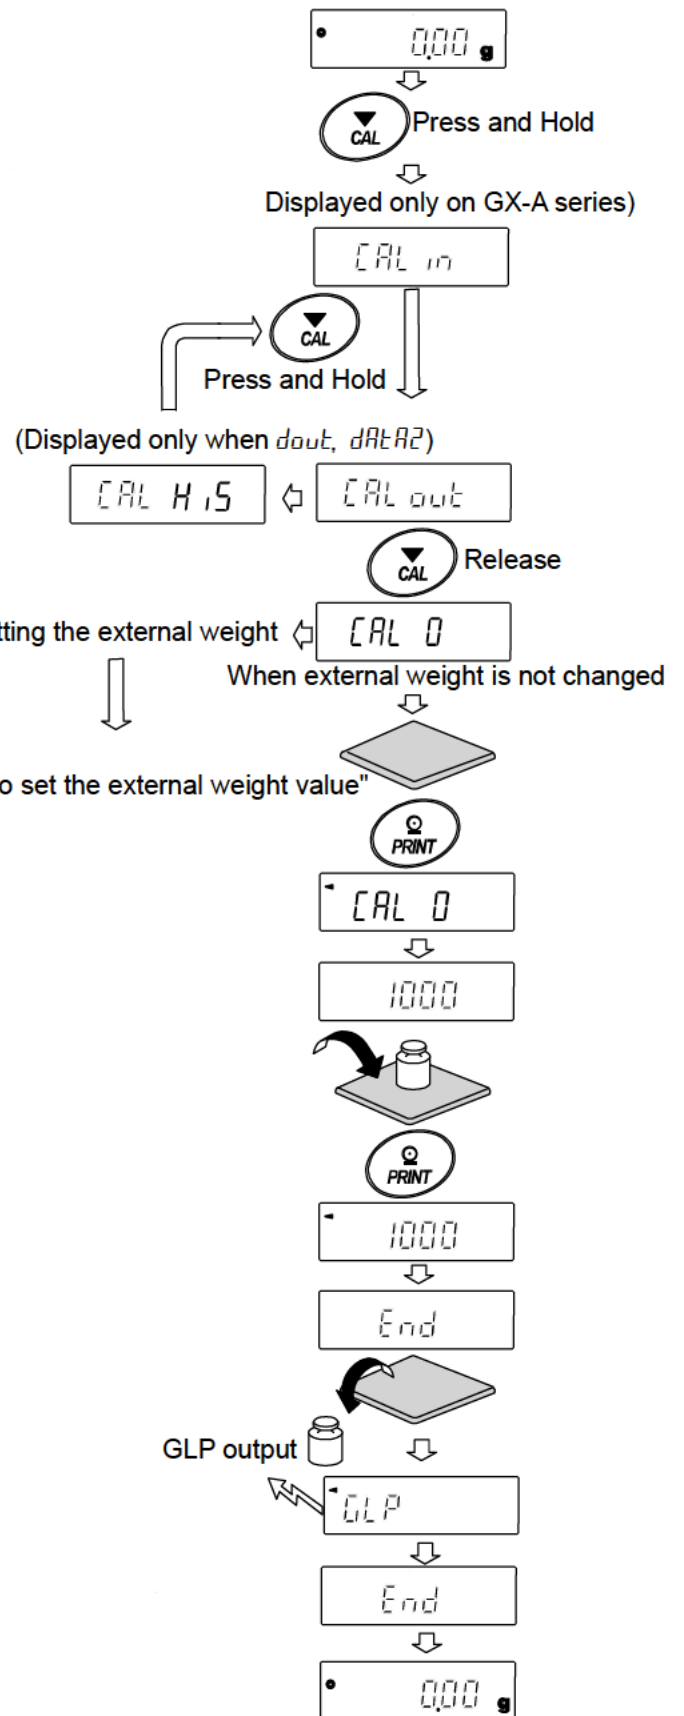 0.00 g
CAL
Press and Hold
Displayed only on GX-A series)
CAL in
CAL
Press and Hold
(Displayed only when dout, dAtA2)
CAL HiS
CAL out
CAL
Release
tting the external weight
CAL 0
When external weight is not changed
o set the external weight value"
PRINT
CAL 0
1000
PRINT
1000
End
GLP output
GLP
End
0.00 g